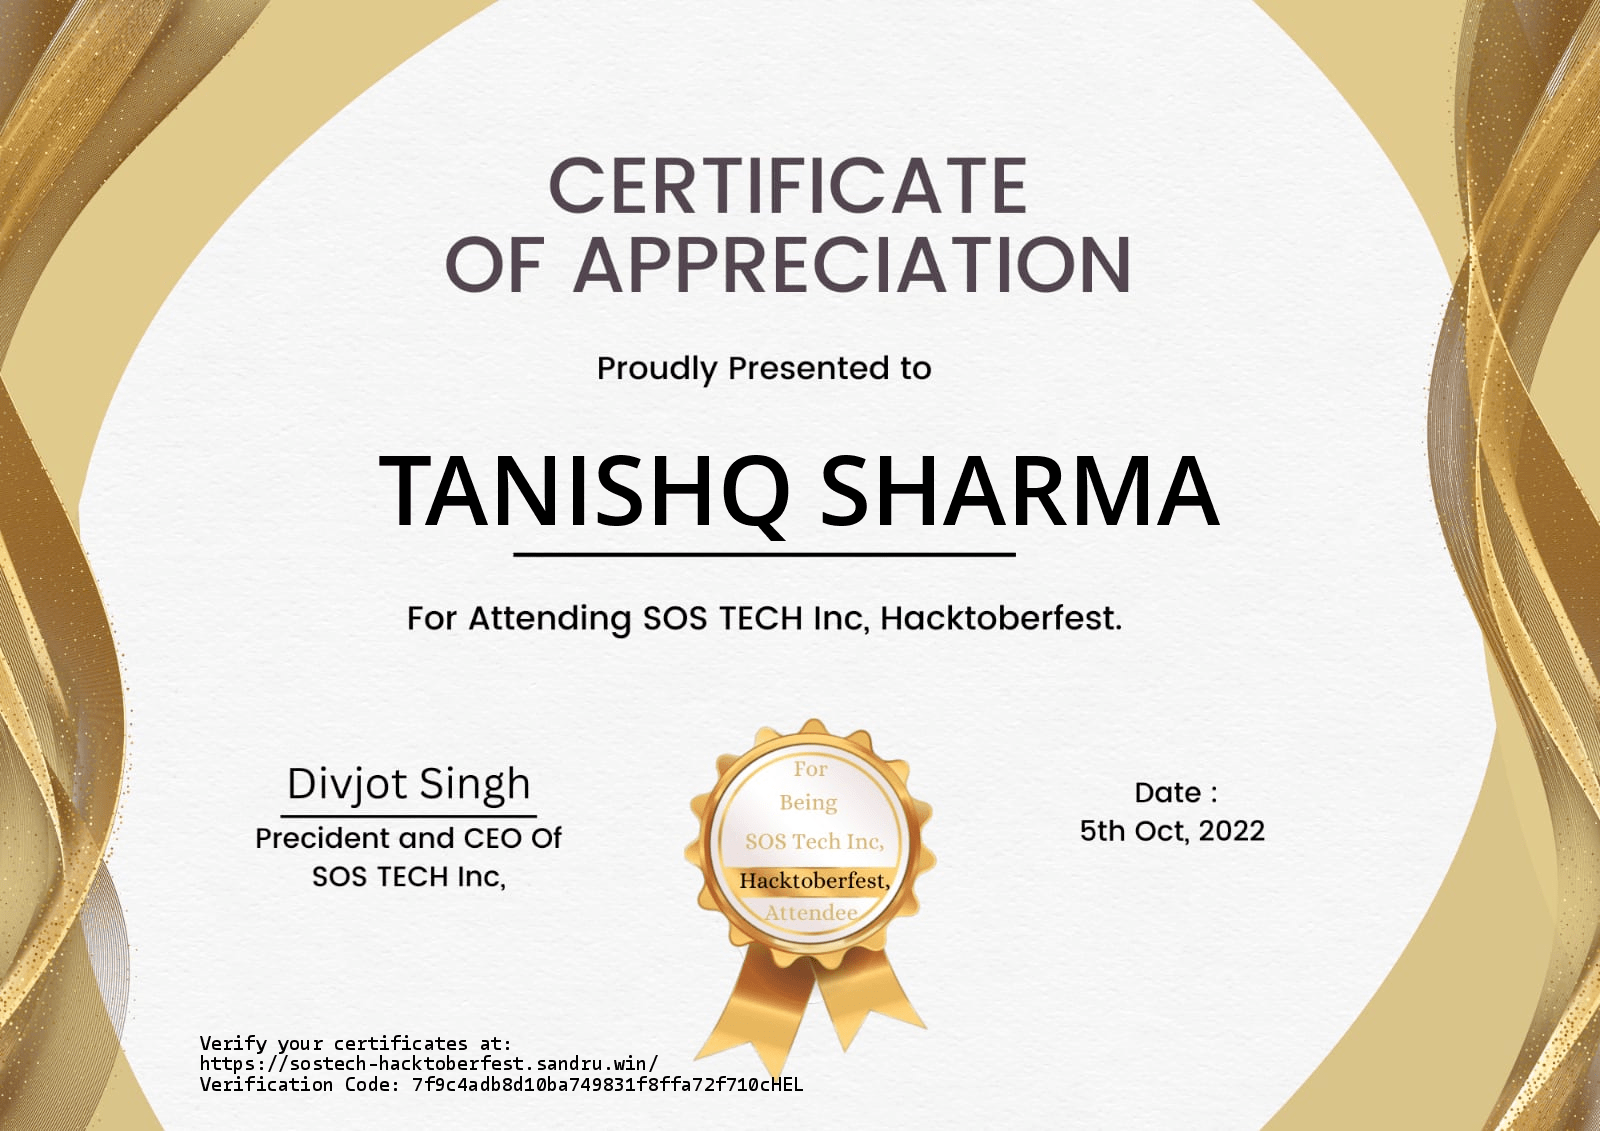 CERTIFICATE
OF APPRECIATION
Proudly Presented to
TANISHQ SHARMA
For Attending SOS TECH Inc, Hacktoberfest.
Divjot Singh
Precident and CEO Of
SOS TECH Inc,
For
Being
SOS Tech Inc,
Hacktoberfest,
Attendee
Date :
5th Oct, 2022
Verify your certificates at:
https://sostech-hacktoberfest.sandru.win/
Verification Code: 7f9c4adb8d10ba749831f8ffa72f710cHEL